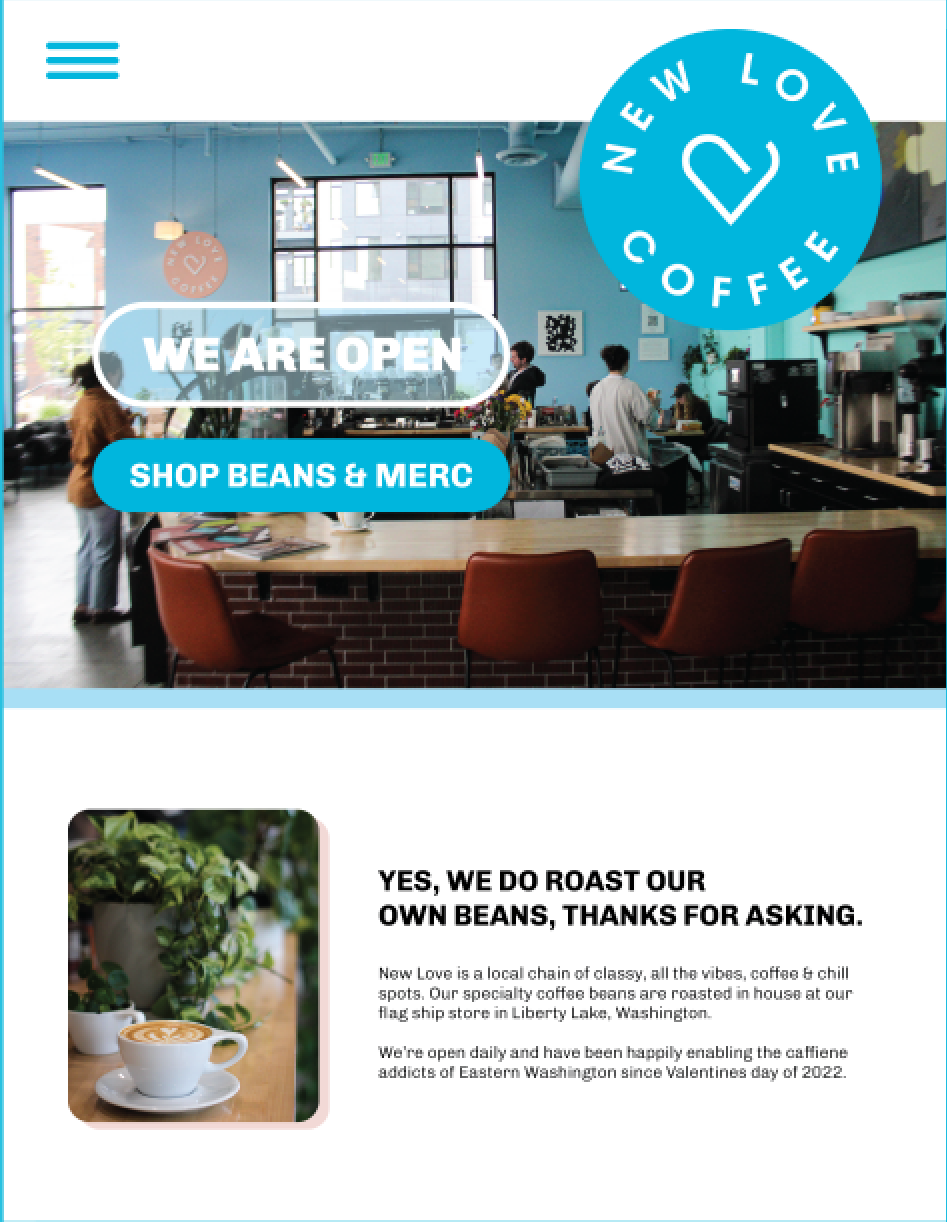 NEW LOVE
COFFEE
NEW LOVE
COFFEE
WE ARE OPEN
SHOP BEANS & MERC
YES, WE DO ROAST OUR
OWN BEANS, THANKS FOR ASKING.
New Love is a local chain of classy, all the vibes, coffee & chill
spots. Our specialty coffee beans are roasted in house at our
flag ship store in Liberty Lake, Washington.
We're open daily and have been happily enabling the caffiene
addicts of Eastern Washington since Valentines day of 2022.